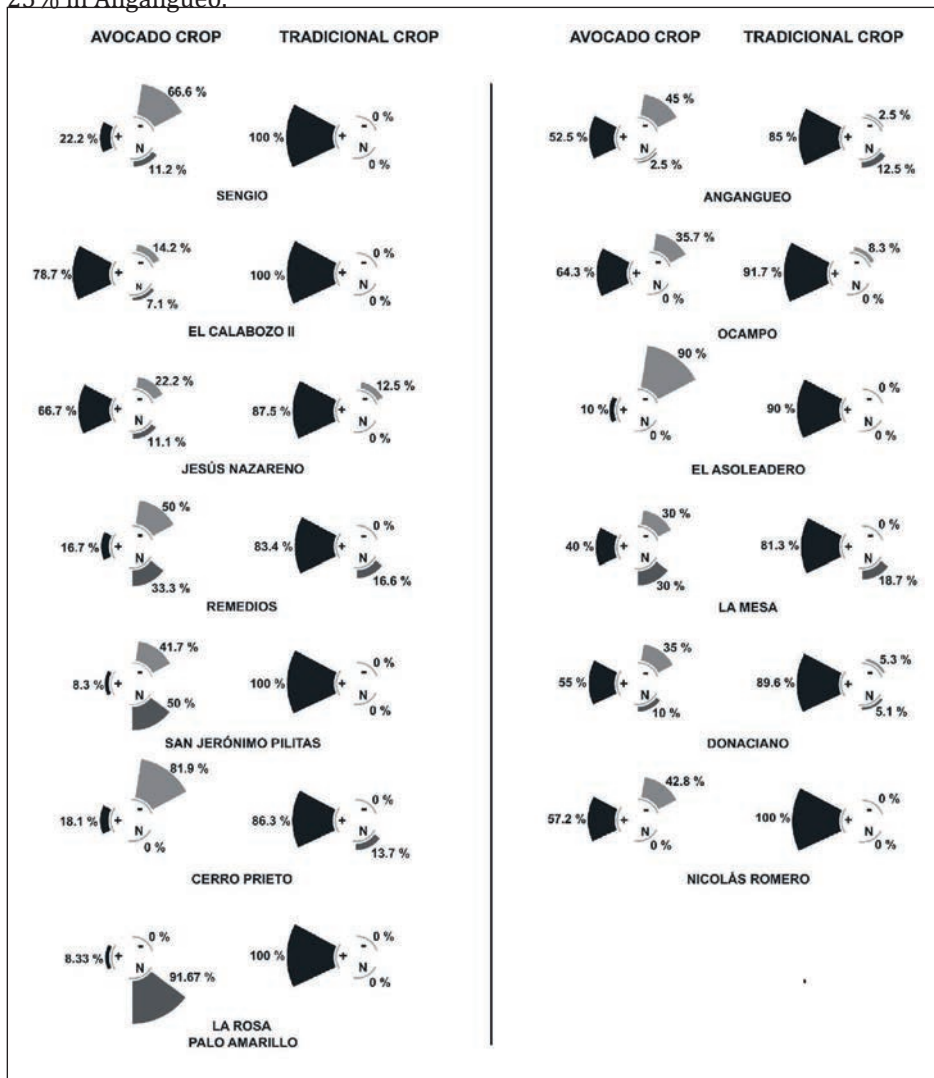 25% in Angangueo.
AVOCADO CROP TRADICIONAL CROP
66.6 %
22.2 % + - N
11.2 %
100 % + - N
0 %
0 %
SENGIO
14.2 %
78.7 % + - N
7.1 %
100 % + - N
0 %
0 %
EL CALABOZO II
22.2 %
66.7 % + - N
11.1 %
12.5 %
87.5 % + - N
0 %
JESÚS NAZARENO
50 %
16.7 % + - N
33.3 %
0 %
83.4 % + - N
16.6 %
REMEDIOS
41.7 %
8.3 % + - N
50 %
0 %
100 % + - N
0 %
SAN JERÓNIMO PILITAS
81.9 %
18.1 % + - N
0 %
0 %
86.3 % + - N
13.7 %
CERRO PRIETO
0 %
8.33 % + - N
91.67 %
0 %
100 % + - N
0 %
LA ROSA
PALO AMARILLO
AVOCADO CROP TRADICIONAL CROP
45 %
52.5 % + - N
2.5 %
2.5 %
85 % + - N
12.5 %
ANGANGUEO
35.7 %
64.3 % + - N
0 %
8.3 %
91.7 % + - N
0 %
OCAMPO
90 %
10 % + - N
0 %
0 %
90 % + - N
0 %
EL ASOLEADERO
30 %
40 % + - N
30 %
0 %
81.3 % + - N
18.7 %
LA MESA
35 %
55 % + - N
10 %
5.3 %
89.6 % + - N
5.1 %
DONACIANO
42.8 %
57.2 % + - N
0 %
0 %
100 % + - N
0 %
NICOLÁS ROMERO